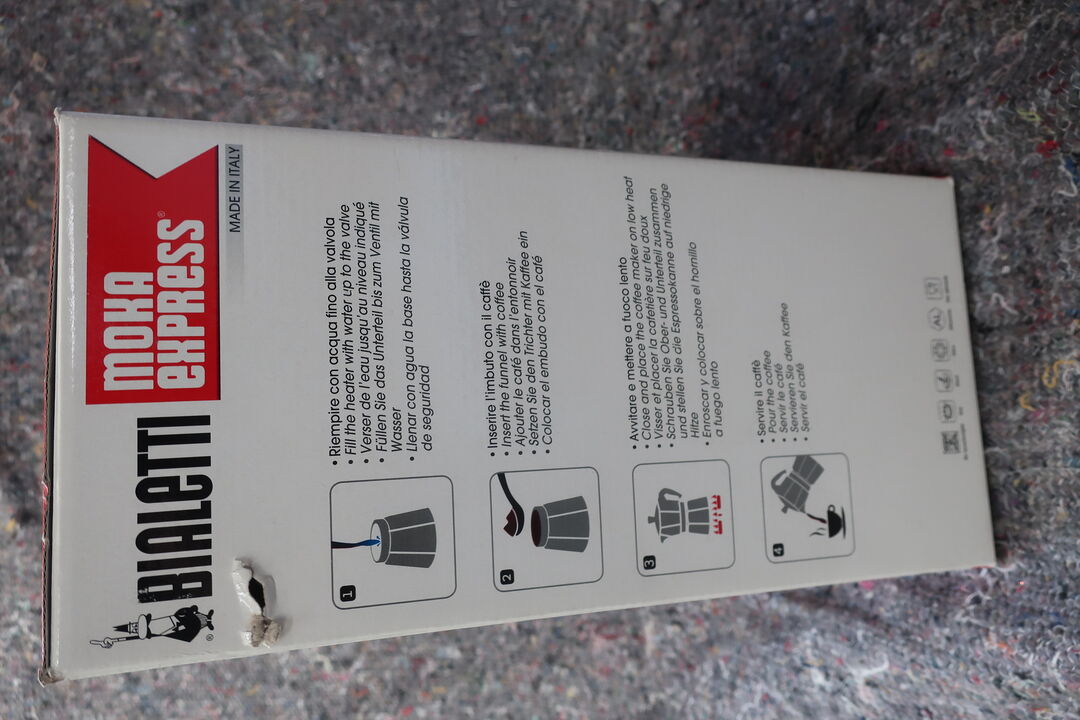 BIALETTI
®
moka
express®
MADE IN ITALY
1
• Riempire con acqua fino alla valvola
• Fill the heater with water up to the valve
• Verser de l'eau jusqu'au niveau indiqué
• Füllen Sie das Unterteil bis zum Ventil mit
Wasser
• Llenar con agua la base hasta la válvula
de seguridad
2
• Inserire l'imbuto con il caffè
• Insert the funnel with coffee
• Ajouter le café dans l'entonnoir
• Setzen Sie den Trichter mit Kaffee ein
• Colocar el embudo con el café
3
• Avvitare e mettere a fuoco lento
• Close and place the coffee maker on low heat
• Visser et placer la cafetière sur feu doux
• Schrauben Sie Ober- und Unterteil zusammen
und stellen Sie die Espressokanne auf niedrige
Hitze
• Enroscar y colocar sobre el hornillo
a fuego lento
4
• Servire il caffè
• Pour the coffee
• Servir le café
• Servieren Sie den Kaffee
• Servir el café
AL